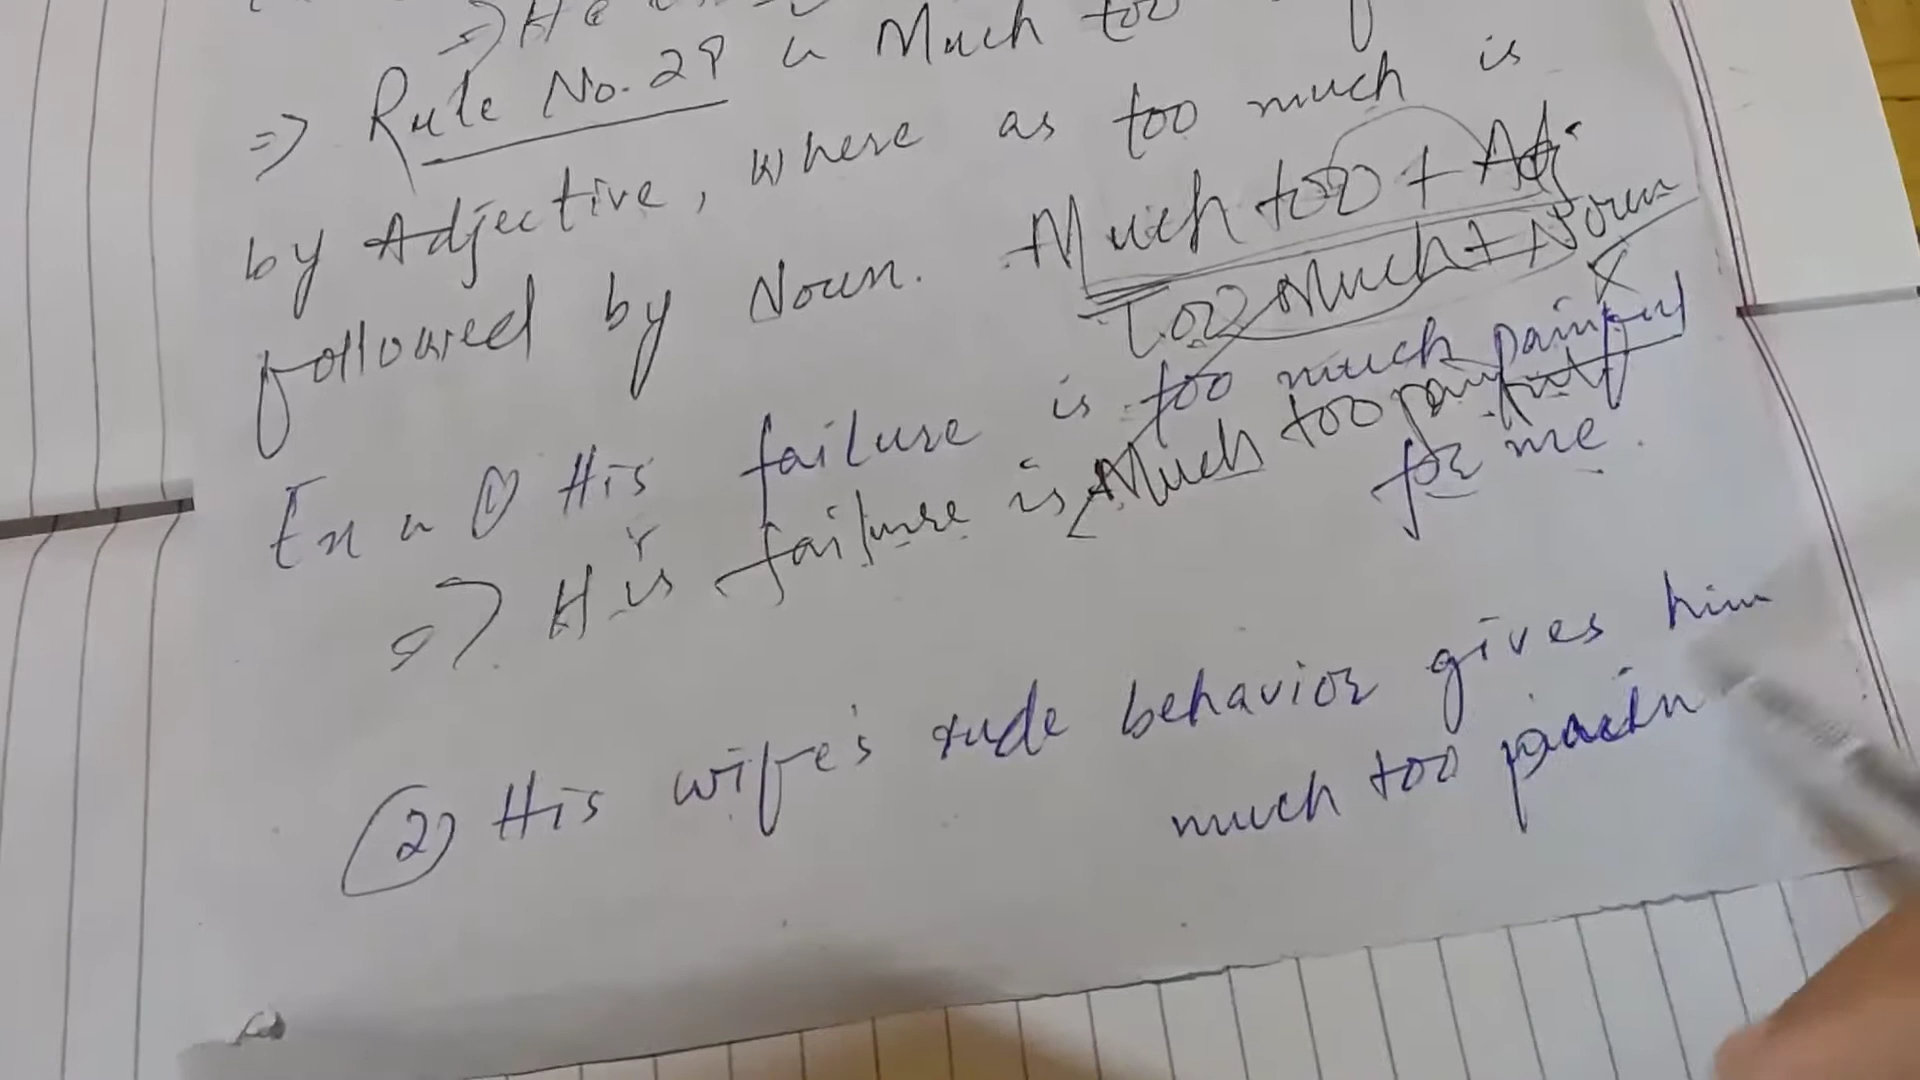 ⇒ He
⇒ Rule No. 29 Much too
by Adjective, where as too much is
followed by Noun. Much too + Adj.
Too Much + Noun
Ex ① His failure is too much painful
for me.
⇒ His failure is Much too painful
② His wife's rude behavior gives him
much too pain